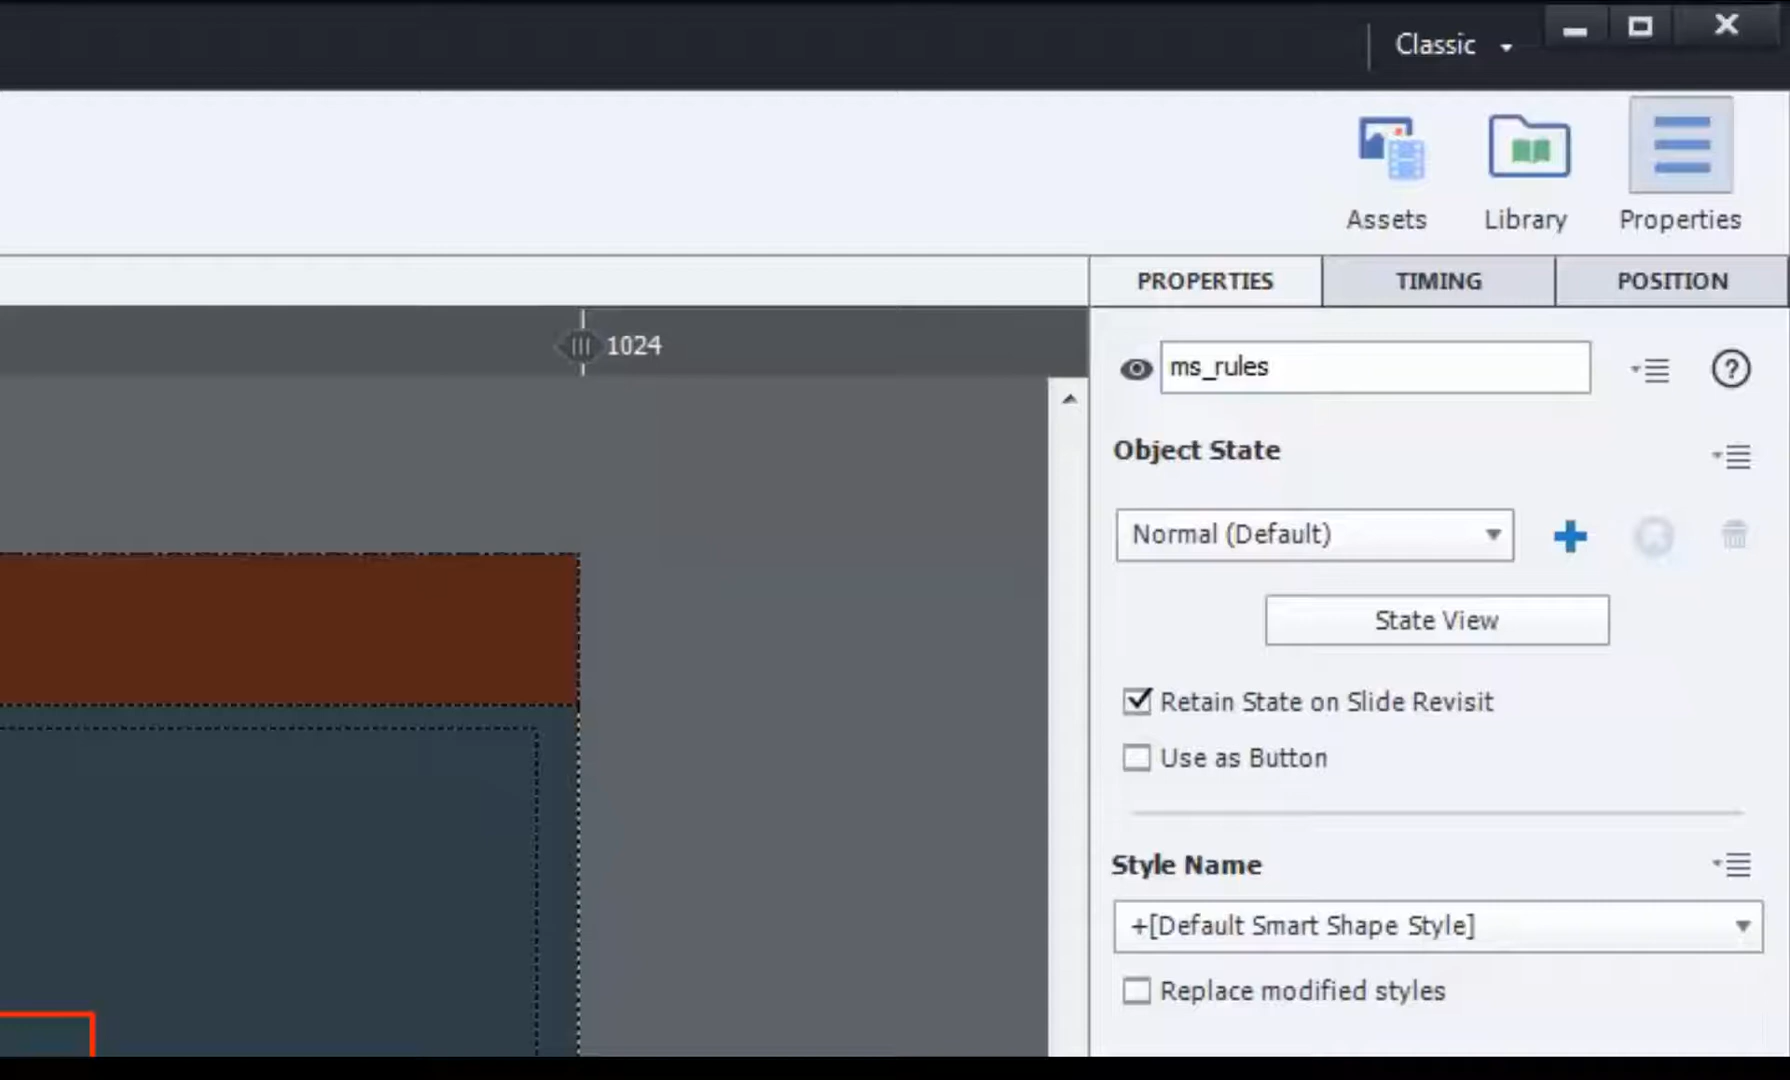 Classic
Assets
Library
Properties
PROPERTIES
TIMING
POSITION
1024
ms_rules
Object State
Normal (Default)
State View
Retain State on Slide Revisit
Use as Button
Style Name
+[Default Smart Shape Style]
Replace modified styles